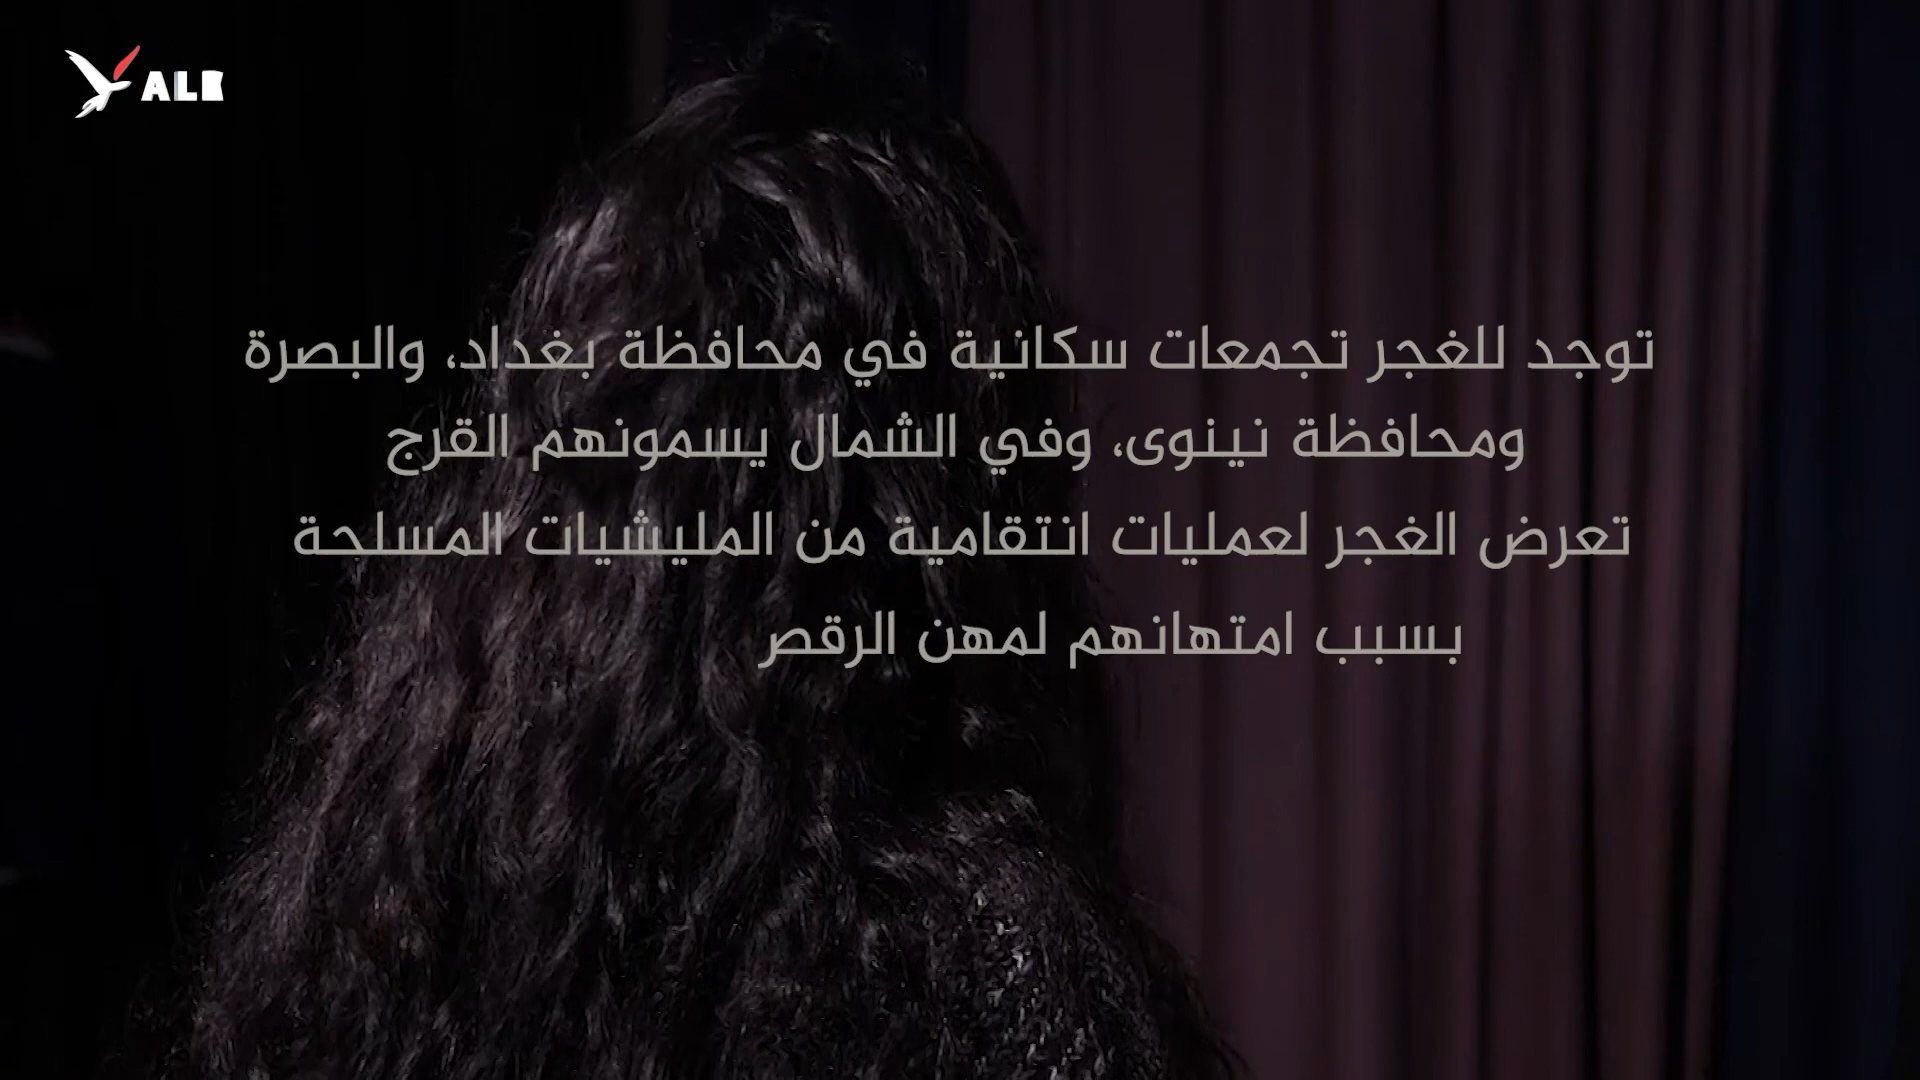 ALB
توجد للغجر تجمعات سكانية في محافظة بغداد، والبصرة
ومحافظة نينوى، وفي الشمال يسمونهم القرج
تعرض الغجر لعمليات انتقامية من المليشيات المسلحة
بسبب امتهانهم لمهن الرقص